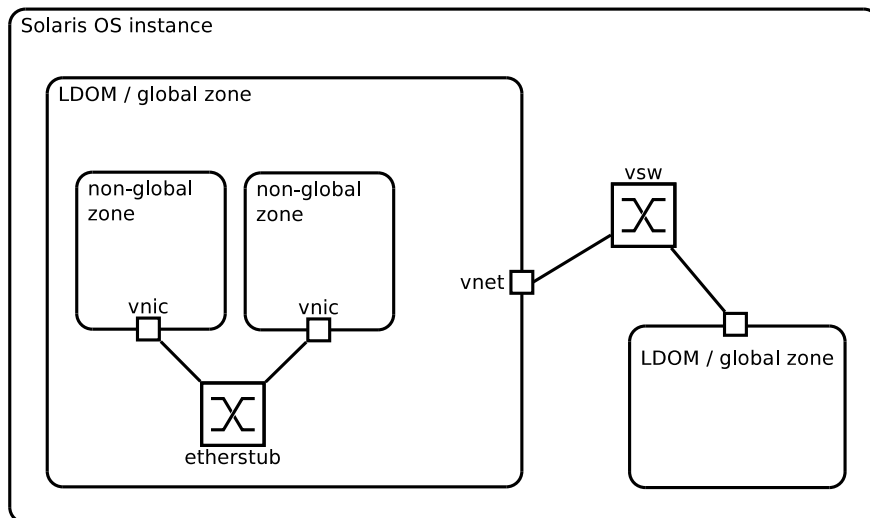 Solaris OS instance
LDOM / global zone
non-global
zone
non-global
zone
vsw
vnet
vnic
vnic
LDOM / global zone
etherstub